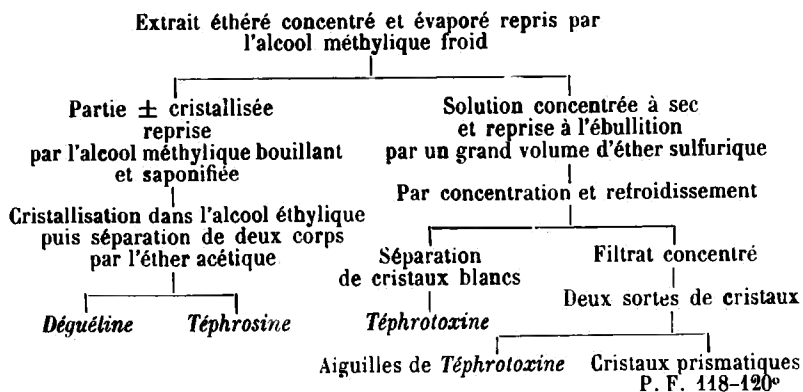 Extrait éthéré concentré et évaporé repris par
l'alcool méthylique froid
Partie ± cristallisée
reprise
par l'alcool méthylique bouillant
et saponifiée
Cristallisation dans l'alcool éthylique
puis séparation de deux corps
par l'éther acétique
Déguéline
Téphrosine
Solution concentrée à sec
et reprise à l'ébullition
par un grand volume d'éther sulfurique
Par concentration et refroidissement
Séparation
de cristaux blancs
Téphrotoxine
Filtrat concentré
Deux sortes de cristaux
Aiguilles de Téphrotoxine
Cristaux prismatiques
P. F. 118-120º